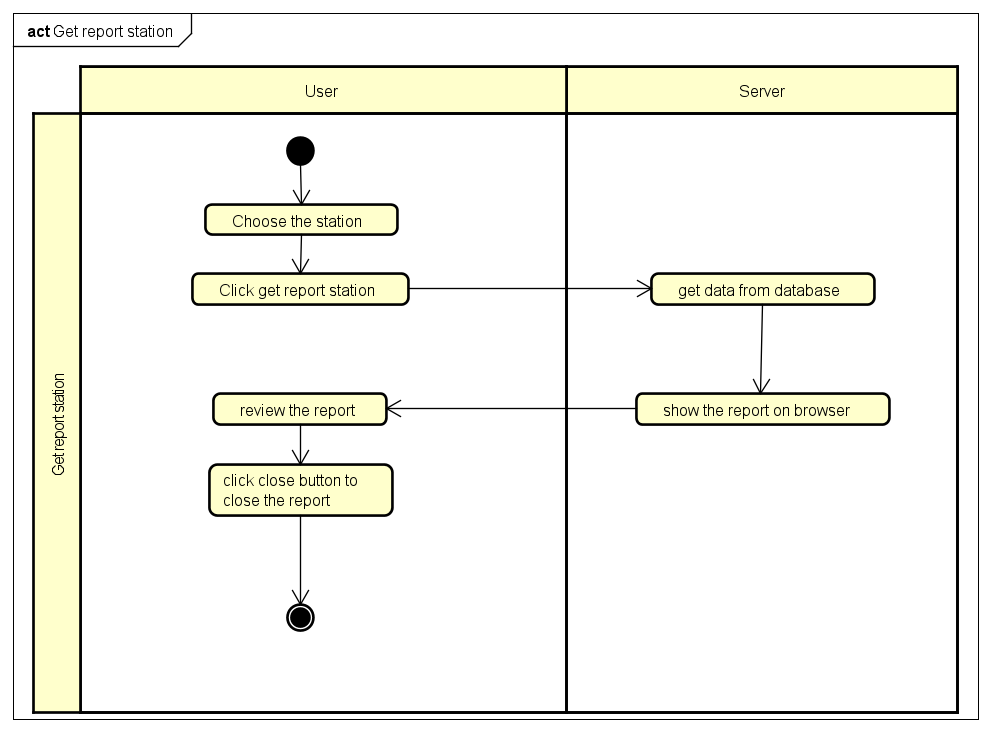 act Get report station
User
Server
Get report station
Choose the station
Click get report station
get data from database
review the report
show the report on browser
click close button to
close the report